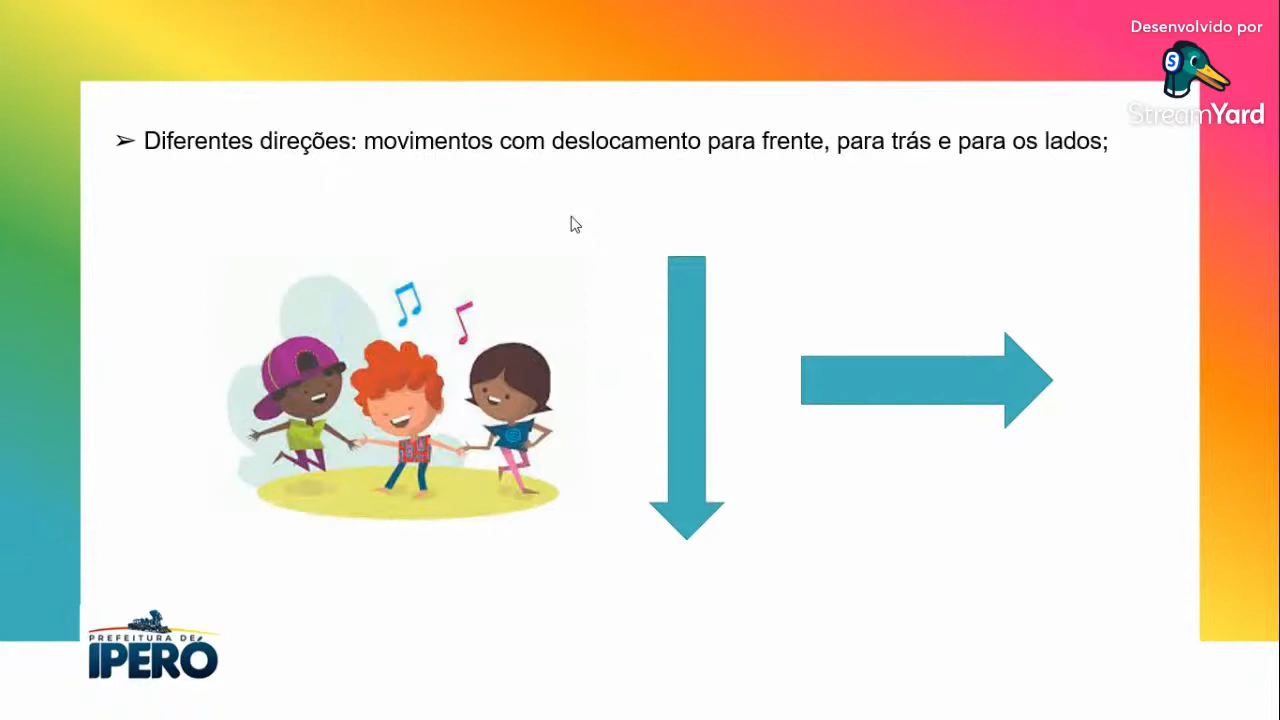 Desenvolvido por
StreamYard
➢ Diferentes direções: movimentos com deslocamento para frente, para trás e para os lados;
PREFEITURA DE
IPERÓ